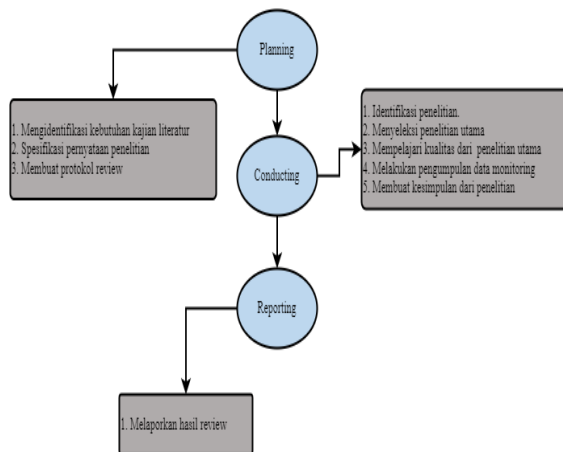 Planning
1. Mengidentifikasi kebutuhan kajian literatur
2. Spesifikasi pernyataan penelitian
3. Membuat protokol review
1. Identifikasi penelitian.
2. Menyeleksi penelitian utama
3. Mempelajari kualitas dari penelitian utama
4. Melakukan pengumpulan data monitoring
5. Membuat kesimpulan dari penelitian
Conducting
Reporting
1. Melaporkan hasil review